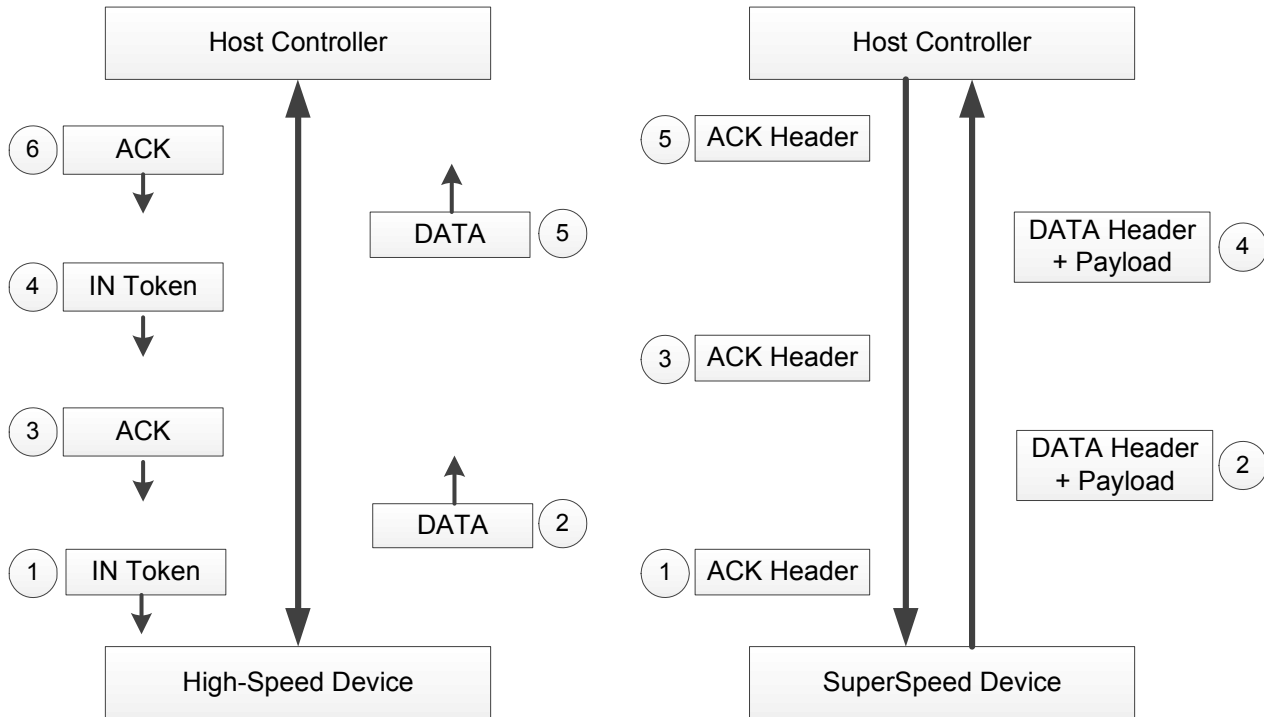 Host Controller
6
ACK
DATA
5
4
IN Token
3
ACK
DATA
2
1
IN Token
High-Speed Device
Host Controller
5
ACK Header
DATA Header
+ Payload
4
3
ACK Header
DATA Header
+ Payload
2
1
ACK Header
SuperSpeed Device